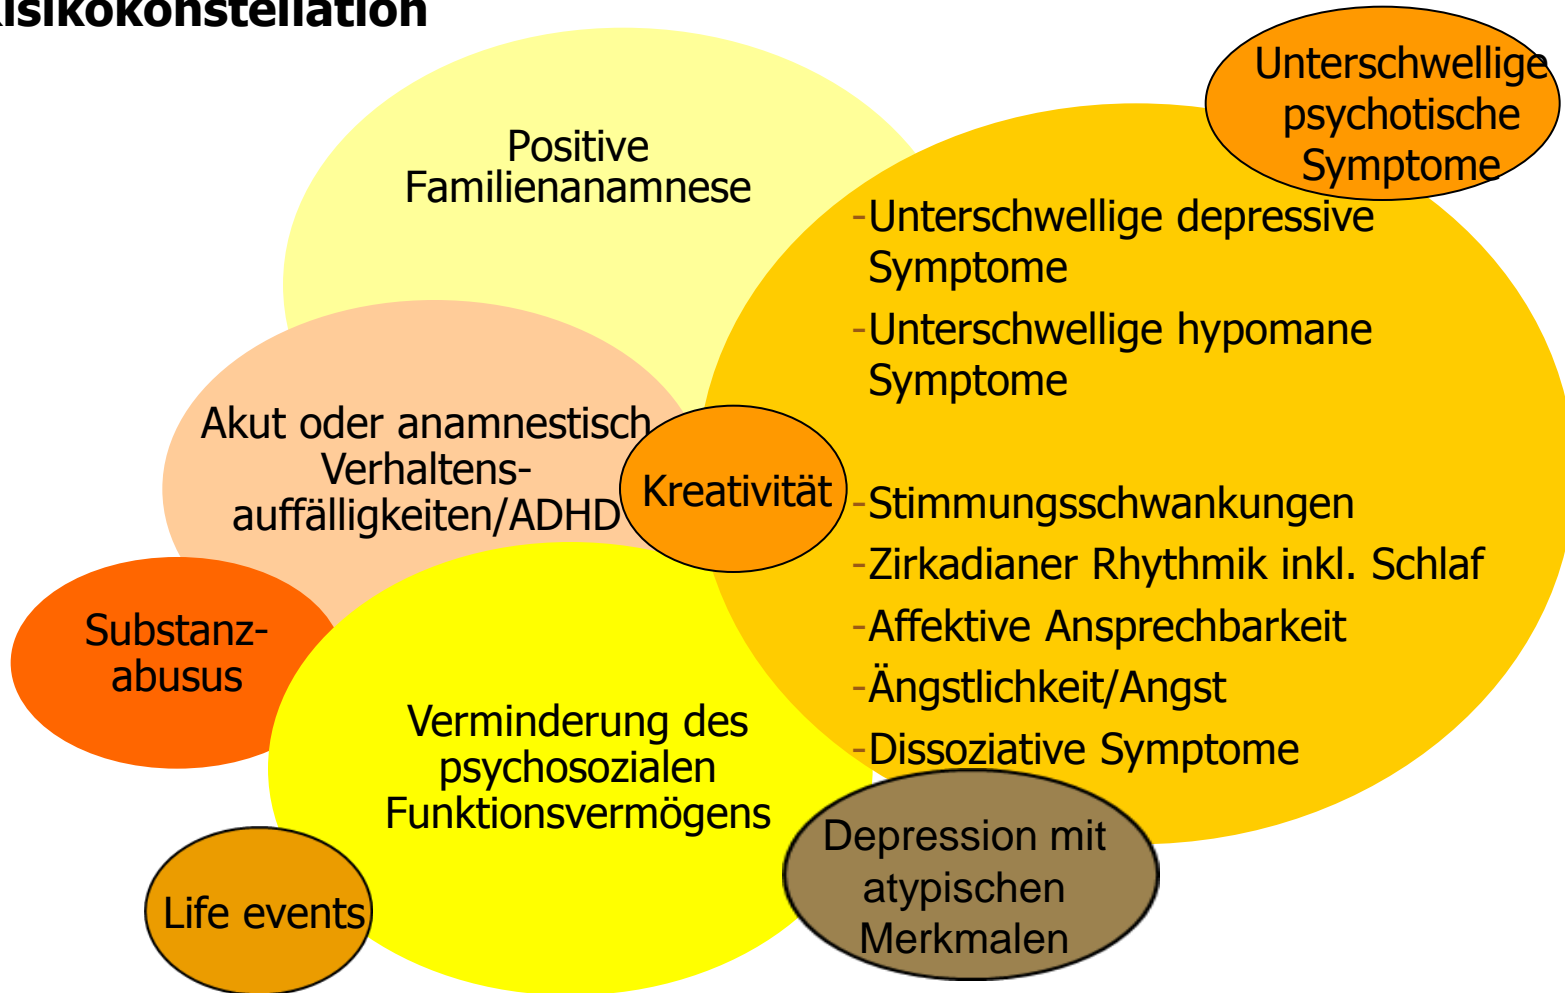 Risikokonstellation
Unterschwellige
psychotische
Symptome
Positive
Familienanamnese
-Unterschwellige depressive
Symptome
-Unterschwellige hypomane
Symptome
-Stimmungsschwankungen
-Zirkadianer Rhythmik inkl. Schlaf
-Affektive Ansprechbarkeit
-Ängstlichkeit/Angst
-Dissoziative Symptome
Akut oder anamnestisch
Verhaltens-
auffälligkeiten/ADHD
Kreativität
Substanz-
abusus
Verminderung des
psychosozialen
Funktionsvermögens
Depression mit
atypischen
Merkmalen
Life events